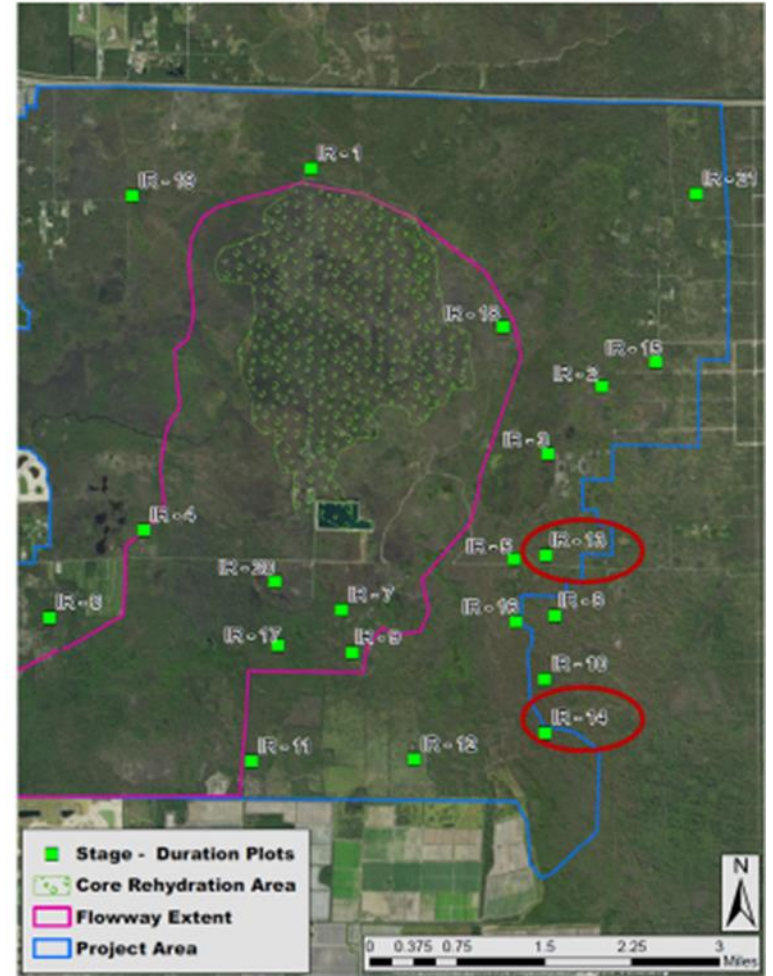 IR - 1
IR - 19
IR - 21
IR - 18
IR - 15
IR - 2
IR - 3
IR - 4
IR - 5
IR - 13
IR - 20
IR - 6
IR - 7
IR - 16
IR - 8
IR - 17
IR - 9
IR - 10
IR - 14
IR - 11
IR - 12
Stage - Duration Plots
Core Rehydration Area
Flowway Extent
Project Area
N
0 0.375 0.75 1.5 2.25 3
Miles